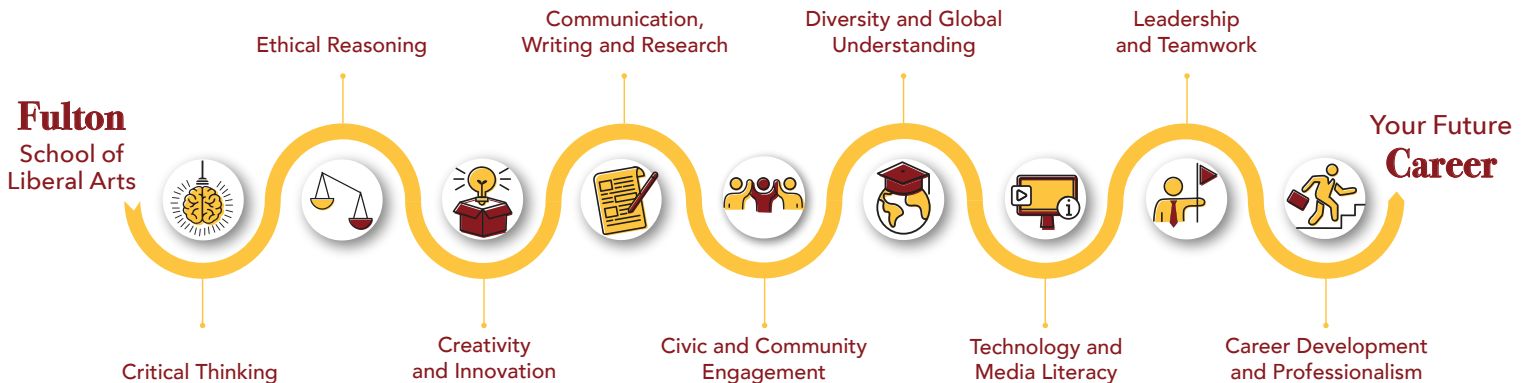 Fulton
School of
Liberal Arts
Critical Thinking
Ethical Reasoning
Creativity
and Innovation
Communication,
Writing and Research
Civic and Community
Engagement
Diversity and Global
Understanding
Technology and
Media Literacy
Leadership
and Teamwork
Career Development
and Professionalism
Your Future
Career